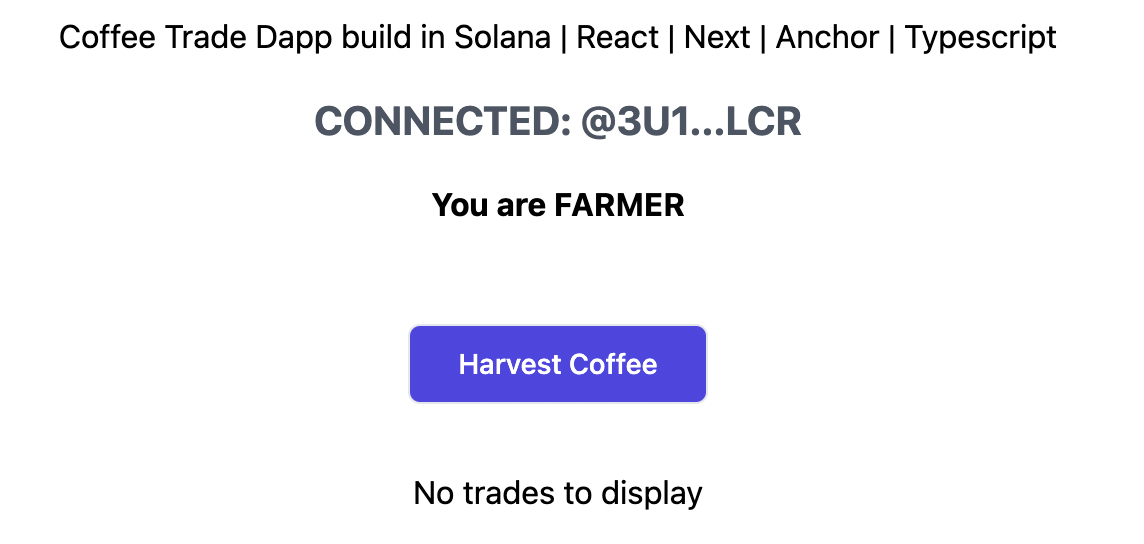 Coffee Trade Dapp build in Solana | React | Next | Anchor | Typescript
CONNECTED: @3U1...LCR
You are FARMER
Harvest Coffee
No trades to display